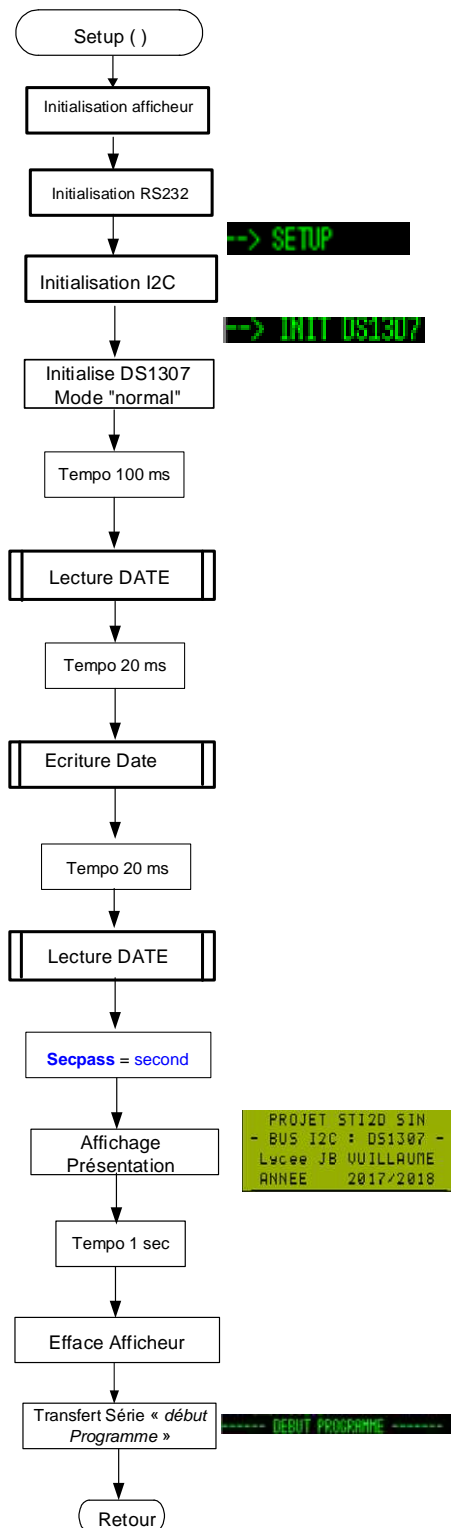 Setup ( )
Initialisation afficheur
Initialisation RS232
--> SETUP
Initialisation I2C
--> INIT DS1307
Initialise DS1307
Mode "normal"
Tempo 100 ms
Lecture DATE
Tempo 20 ms
Ecriture Date
Tempo 20 ms
Lecture DATE
Secpass = second
PROJET STI2D SIN
- BUS I2C : DS1307 -
Lycee JB VUILLAUME
ANNEE 2017/2018
Affichage
Présentation
Tempo 1 sec
Efface Afficheur
Transfert Série « début
Programme »
------ DEBUT PROGRAMME -------
Retour